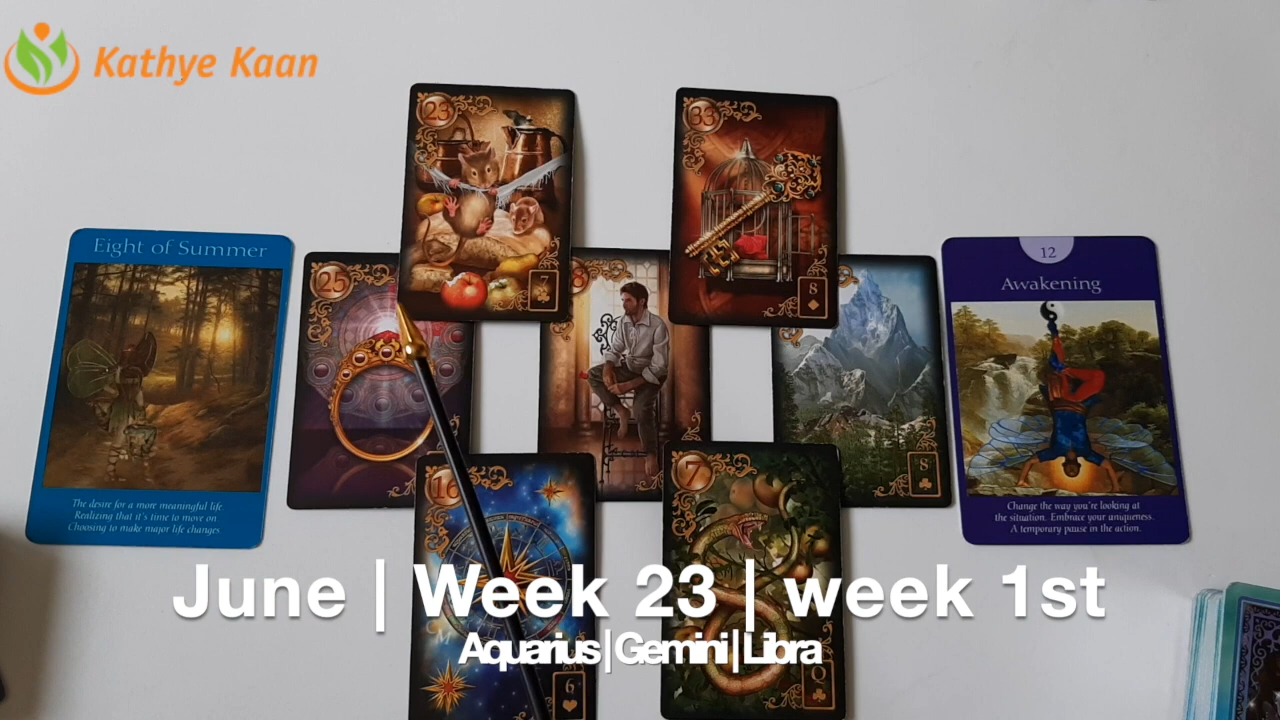 Kathye Kaan
23
7
33
8
Eight of Summer
The desire for a more meaningful life.
Realizing that it's time to move on
Choosing to make major life changes.
25
8
12
Awakening
Change the way you're looking at
the situation. Embrace your uniqueness.
A temporary pause in the action.
16
6
7
Q
June | Week 23 | week 1st
Aquarius | Gemini | Libra